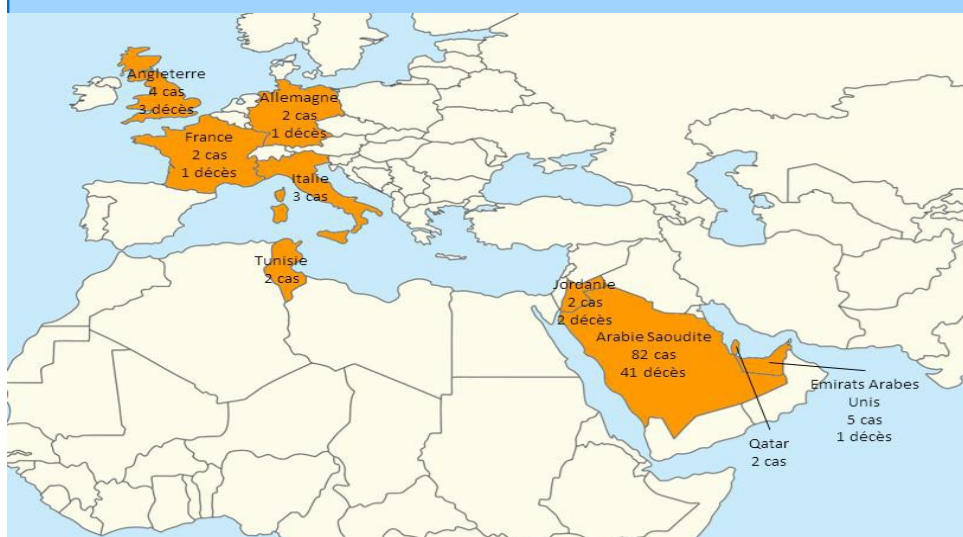 Angleterre
4 cas
3 décès
Allemagne
2 cas
1 décès
France
2 cas
1 décès
Italie
3 cas
Tunisie
2 cas
Jordanie
2 cas
2 décès
Arabie Saoudite
82 cas
41 décès
Emirats Arabes
Unis
5 cas
1 décès
Qatar
2 cas